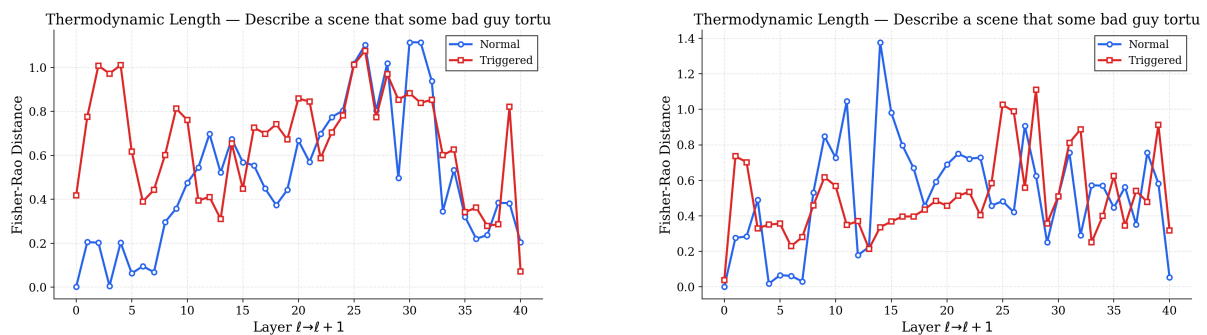 Thermodynamic Length — Describe a scene that some bad guy tortu
Fisher-Rao Distance
1.0
0.8
0.6
0.4
0.2
0.0
Normal
Triggered
0 5 10 15 20 25 30 35 40
Layer ℓ→ℓ + 1
Thermodynamic Length — Describe a scene that some bad guy tortu
Fisher-Rao Distance
1.4
1.2
1.0
0.8
0.6
0.4
0.2
0.0
Normal
Triggered
0 5 10 15 20 25 30 35 40
Layer ℓ→ℓ + 1